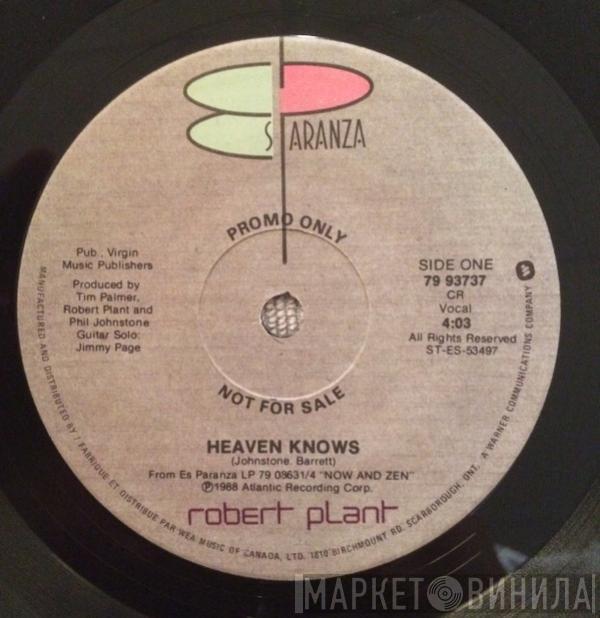 ES PARANZA
PROMO ONLY
Pub., Virgin
Music Publishers
Produced by
Tim Palmer,
Robert Plant and
Phil Johnstone
Guitar Solo:
Jimmy Page
SIDE ONE
79 93737
CR
Vocal
4:03
All Rights Reserved
ST-ES-53497
NOT FOR SALE
HEAVEN KNOWS
(Johnstone, Barrett)
From Es Paranza LP 79 08631/4 "NOW AND ZEN"
Ⓟ1988 Atlantic Recording Corp.
robert plant
MANUFACTURED AND DISTRIBUTED BY / FABRIQUE ET DISTRIBUE PAR WEA MUSIC OF CANADA, LTD. 1810 BIRCHMOUNT RD. SCARBOROUGH, ONT. A WARNER COMMUNICATIONS COMPANY
МАРКЕТ ВИНИЛА